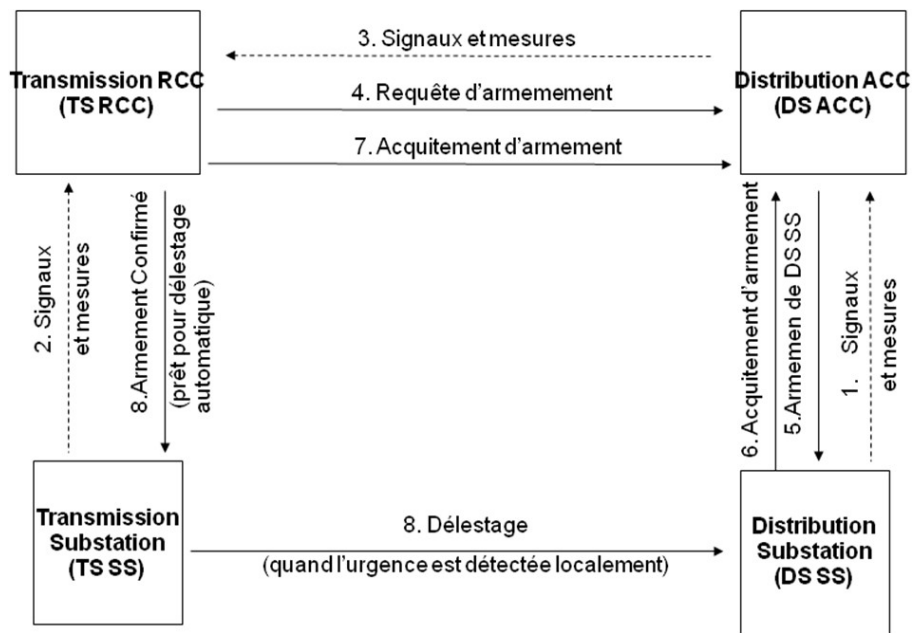 3. Signaux et mesures
Transmission RCC
(TS RCC)
Distribution ACC
(DS ACC)
4. Requête d'armemement
7. Acquitement d'armement
2. Signaux
et mesures
8.Armement Confirmé
(prêt pour délestage
automatique)
6. Acquitement d'armement
5.Armemen de DS SS
1. Signaux
et mesures
Transmission
Substation
(TS SS)
8. Délestage
(quand l'urgence est détectée localement)
Distribution
Substation
(DS SS)